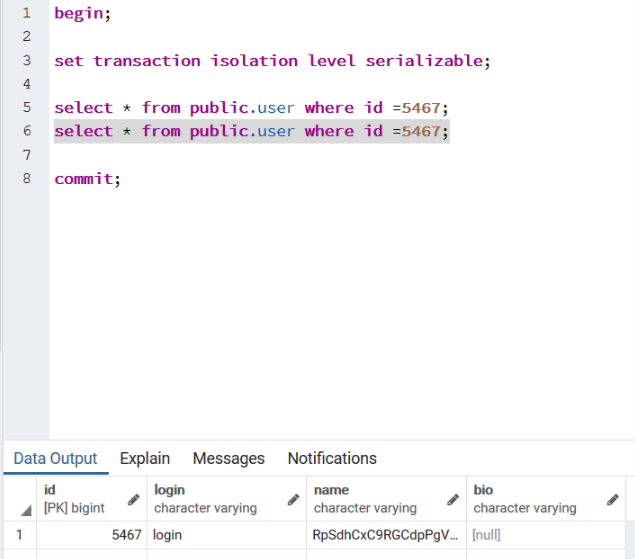 1 begin;
2
3 set transaction isolation level serializable;
4
5 select * from public.user where id =5467;
6 select * from public.user where id =5467;
7
8 commit;
Data Output Explain Messages Notifications
id login name bio
[PK] bigint character varying character varying character varying
1 5467 login RpSdhCxC9RGCdpPgV... [null]